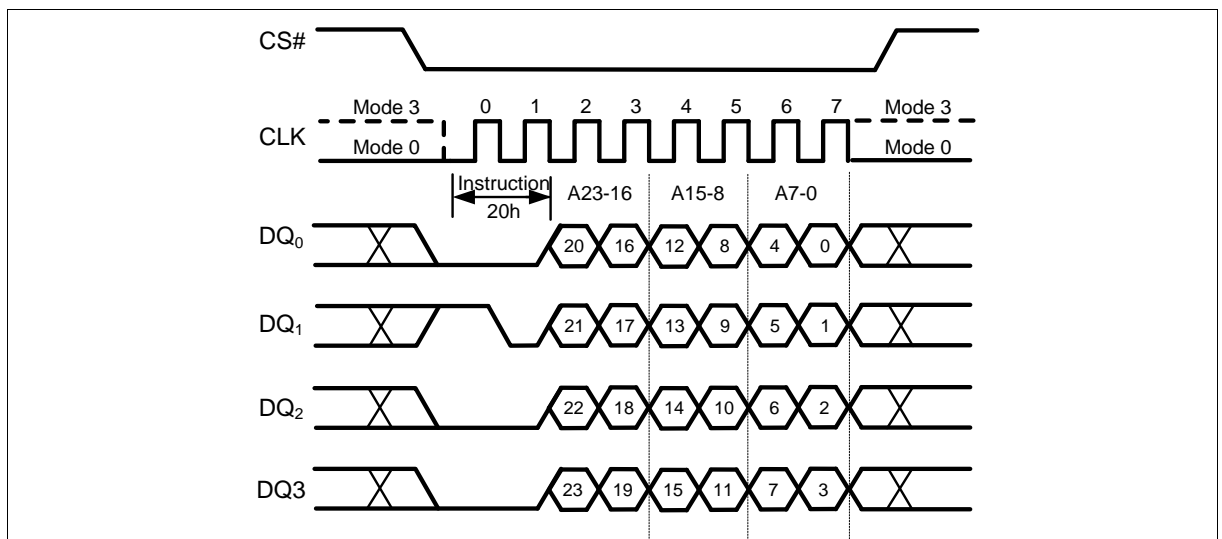 CS#
Mode 3 0 1 2 3 4 5 6 7 Mode 3
CLK
Mode 0 Mode 0
Instruction A23-16 A15-8 A7-0
20h
DQ0 20 16 12 8 4 0
DQ1 21 17 13 9 5 1
DQ2 22 18 14 10 6 2
DQ3 23 19 15 11 7 3